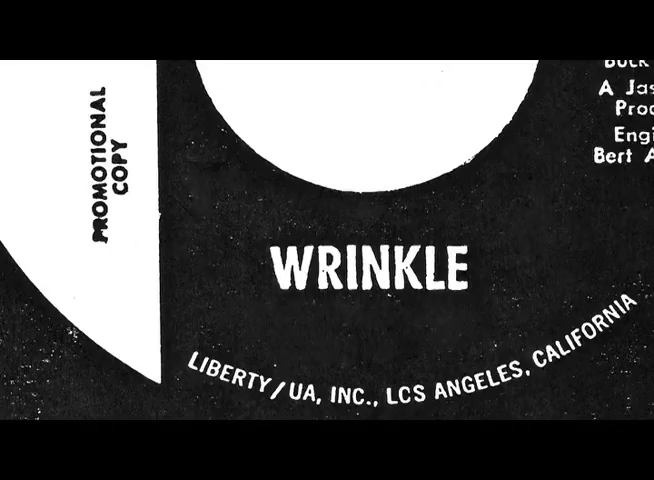 PROMOTIONAL
COPY
A
WRINKLE
LIBERTY/UA, INC., LCS ANGELES, CALIFORNIA